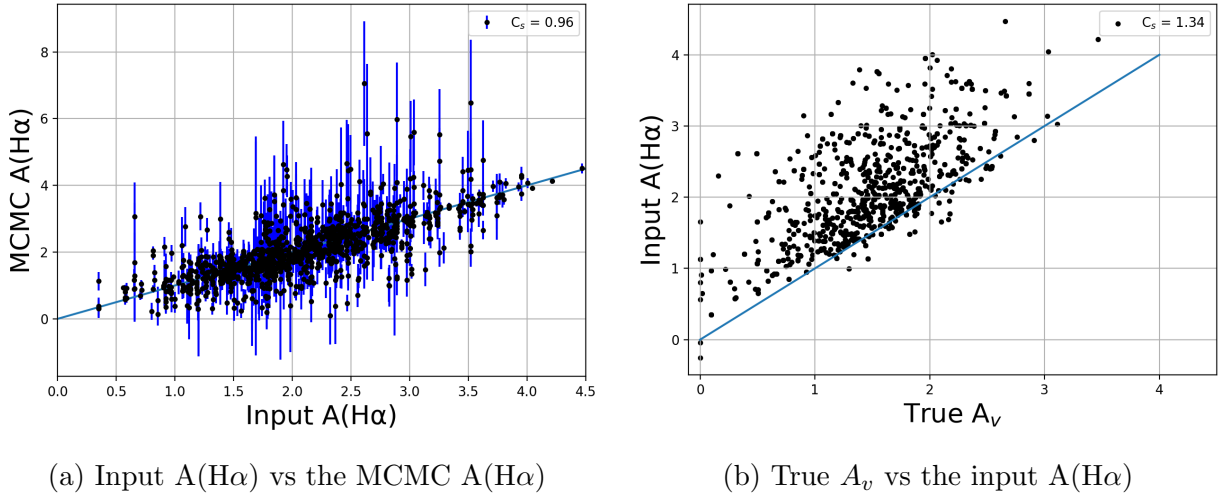 C_s = 0.96
8
6
4
2
0
MCMC A(Hα)
0.0 0.5 1.0 1.5 2.0 2.5 3.0 3.5 4.0 4.5
Input A(Hα)
(a) Input A(Hα) vs the MCMC A(Hα)
C_s = 1.34
4
3
2
1
0
Input A(Hα)
0 1 2 3 4
True A_v
(b) True A_v vs the input A(Hα)